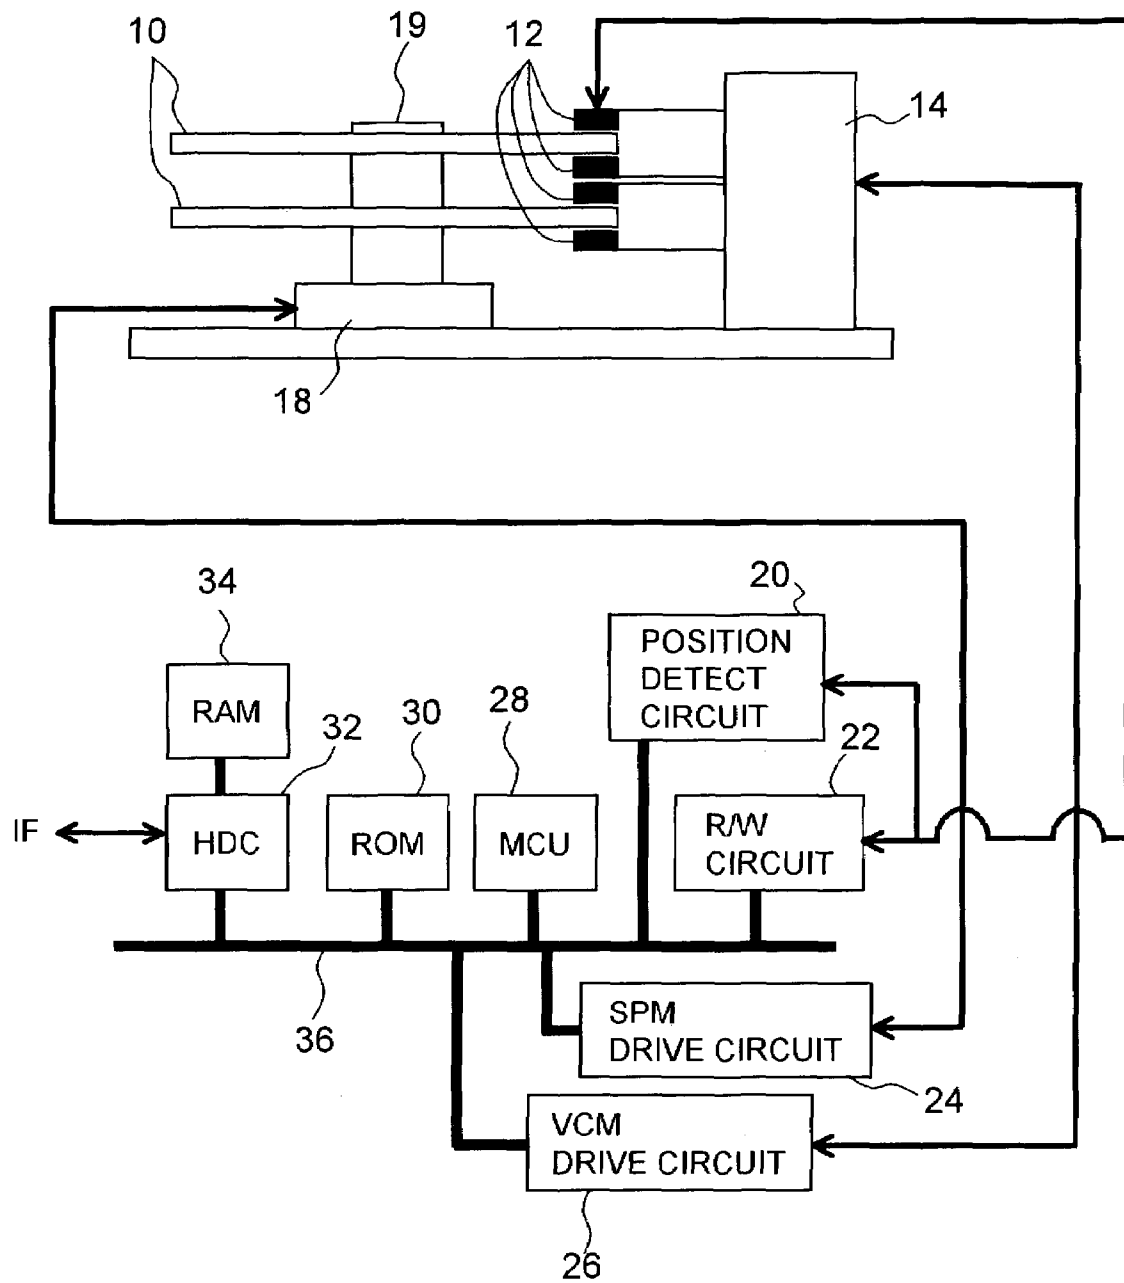 10
19
12
14
18
34
RAM
32
30
28
20
POSITION
DETECT
CIRCUIT
22
IF
HDC
ROM
MCU
R/W
CIRCUIT
36
SPM
DRIVE CIRCUIT
24
VCM
DRIVE CIRCUIT
26